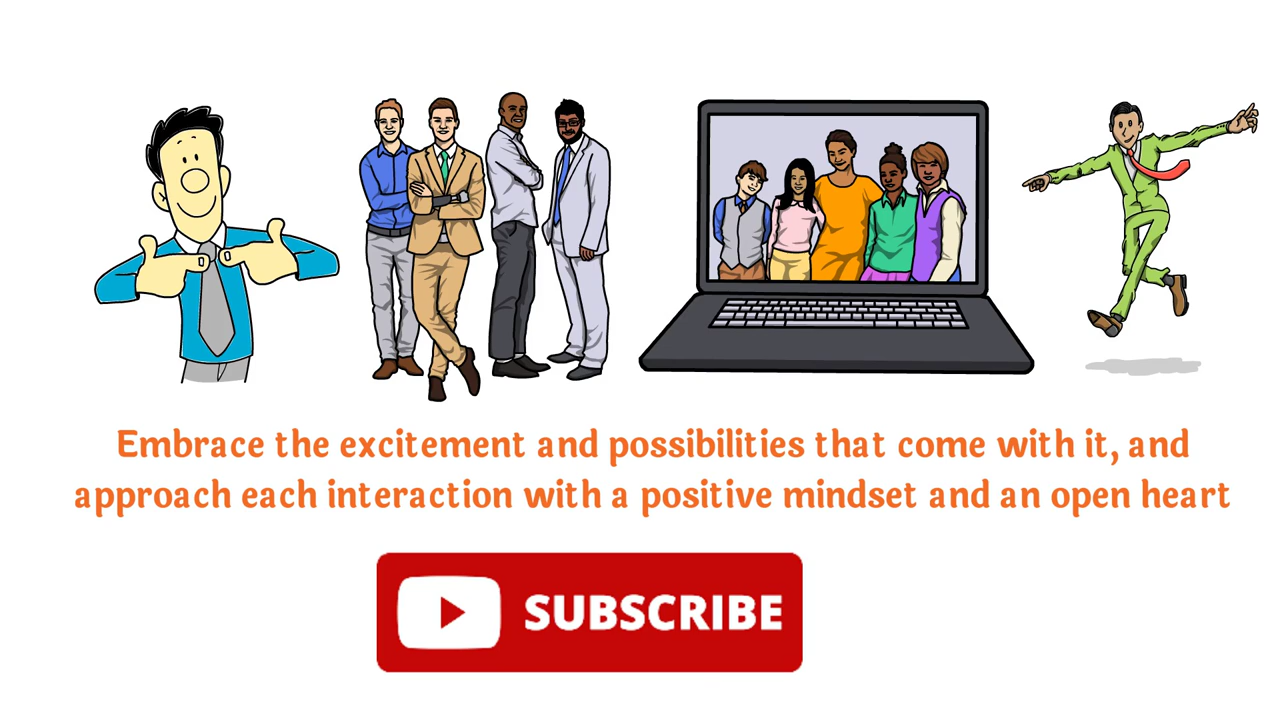 Embrace the excitement and possibilities that come with it, and
approach each interaction with a positive mindset and an open heart
SUBSCRIBE